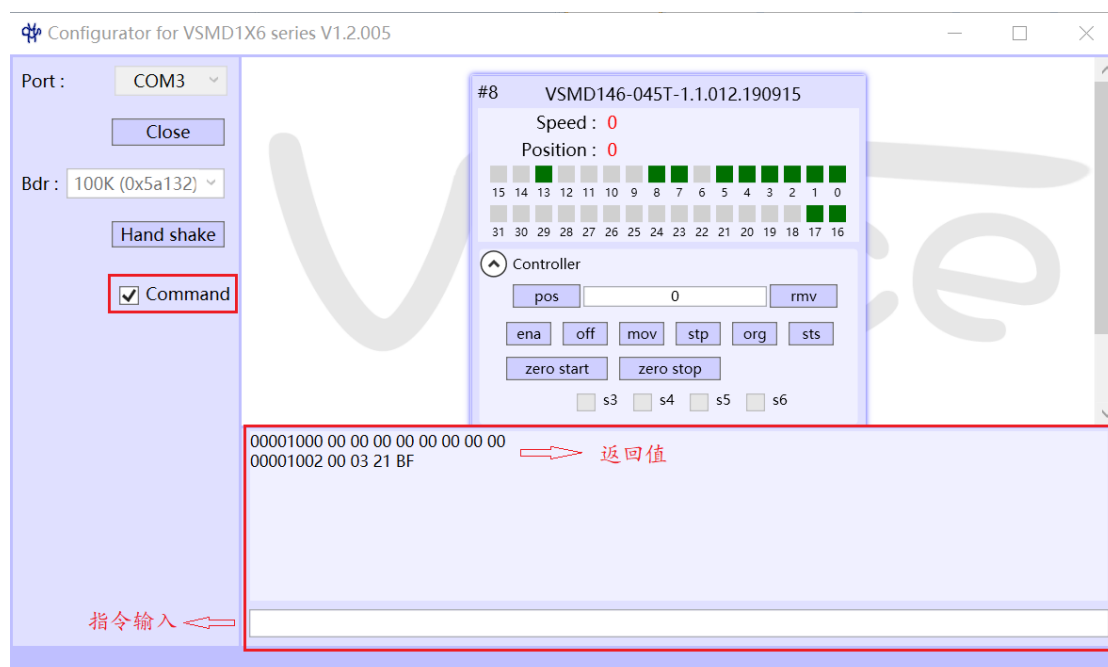 Configurator for VSMD1X6 series V1.2.005
Port : COM3
Close
Bdr : 100K (0x5a132)
Hand shake
Command
#8 VSMD146-045T-1.1.012.190915
Speed : 0
Position : 0
15 14 13 12 11 10 9 8 7 6 5 4 3 2 1 0
31 30 29 28 27 26 25 24 23 22 21 20 19 18 17 16
Controller
pos 0 rmv
ena off mov stp org sts
zero start zero stop
s3 s4 s5 s6
00001000 00 00 00 00 00 00 00 00
00001002 00 03 21 BF
返回值
指令输入